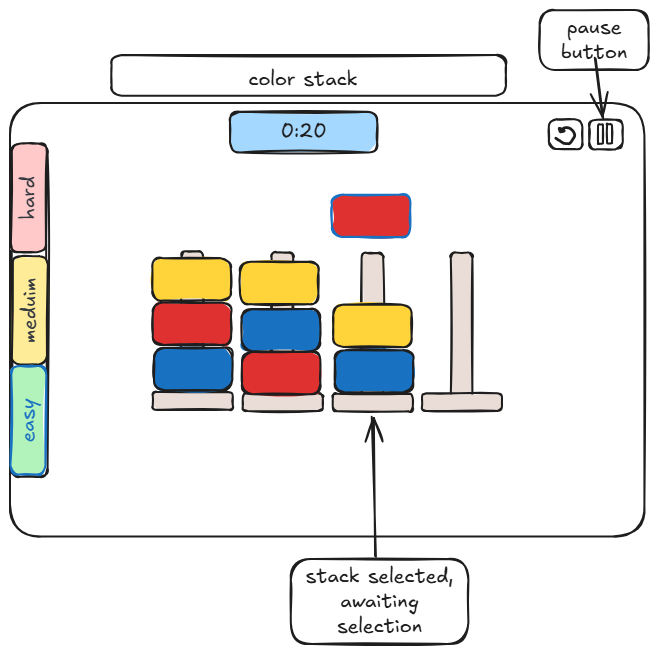 pause
button
color stack
0:20
hard
meduim
easy
stack selected,
awaiting
selection